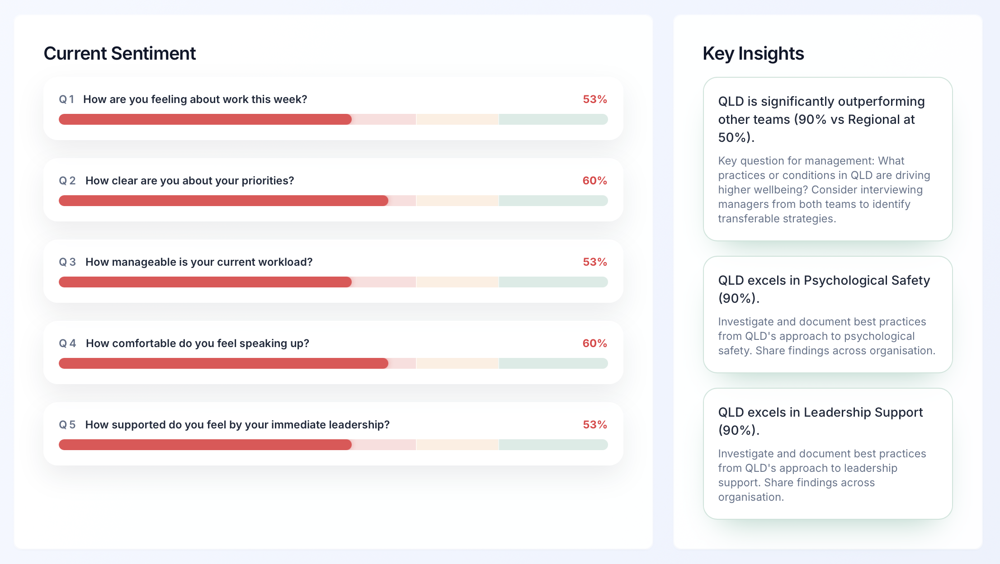 Current Sentiment
Q1 How are you feeling about work this week? 53%
Q2 How clear are you about your priorities? 60%
Q3 How manageable is your current workload? 53%
Q4 How comfortable do you feel speaking up? 60%
Q5 How supported do you feel by your immediate leadership? 53%
Key Insights
QLD is significantly outperforming
other teams (90% vs Regional at
50%).
Key question for management: What
practices or conditions in QLD are driving
higher wellbeing? Consider interviewing
managers from both teams to identify
transferable strategies.
QLD excels in Psychological Safety
(90%).
Investigate and document best practices
from QLD's approach to psychological
safety. Share findings across organisation.
QLD excels in Leadership Support
(90%).
Investigate and document best practices
from QLD's approach to leadership
support. Share findings across
organisation.